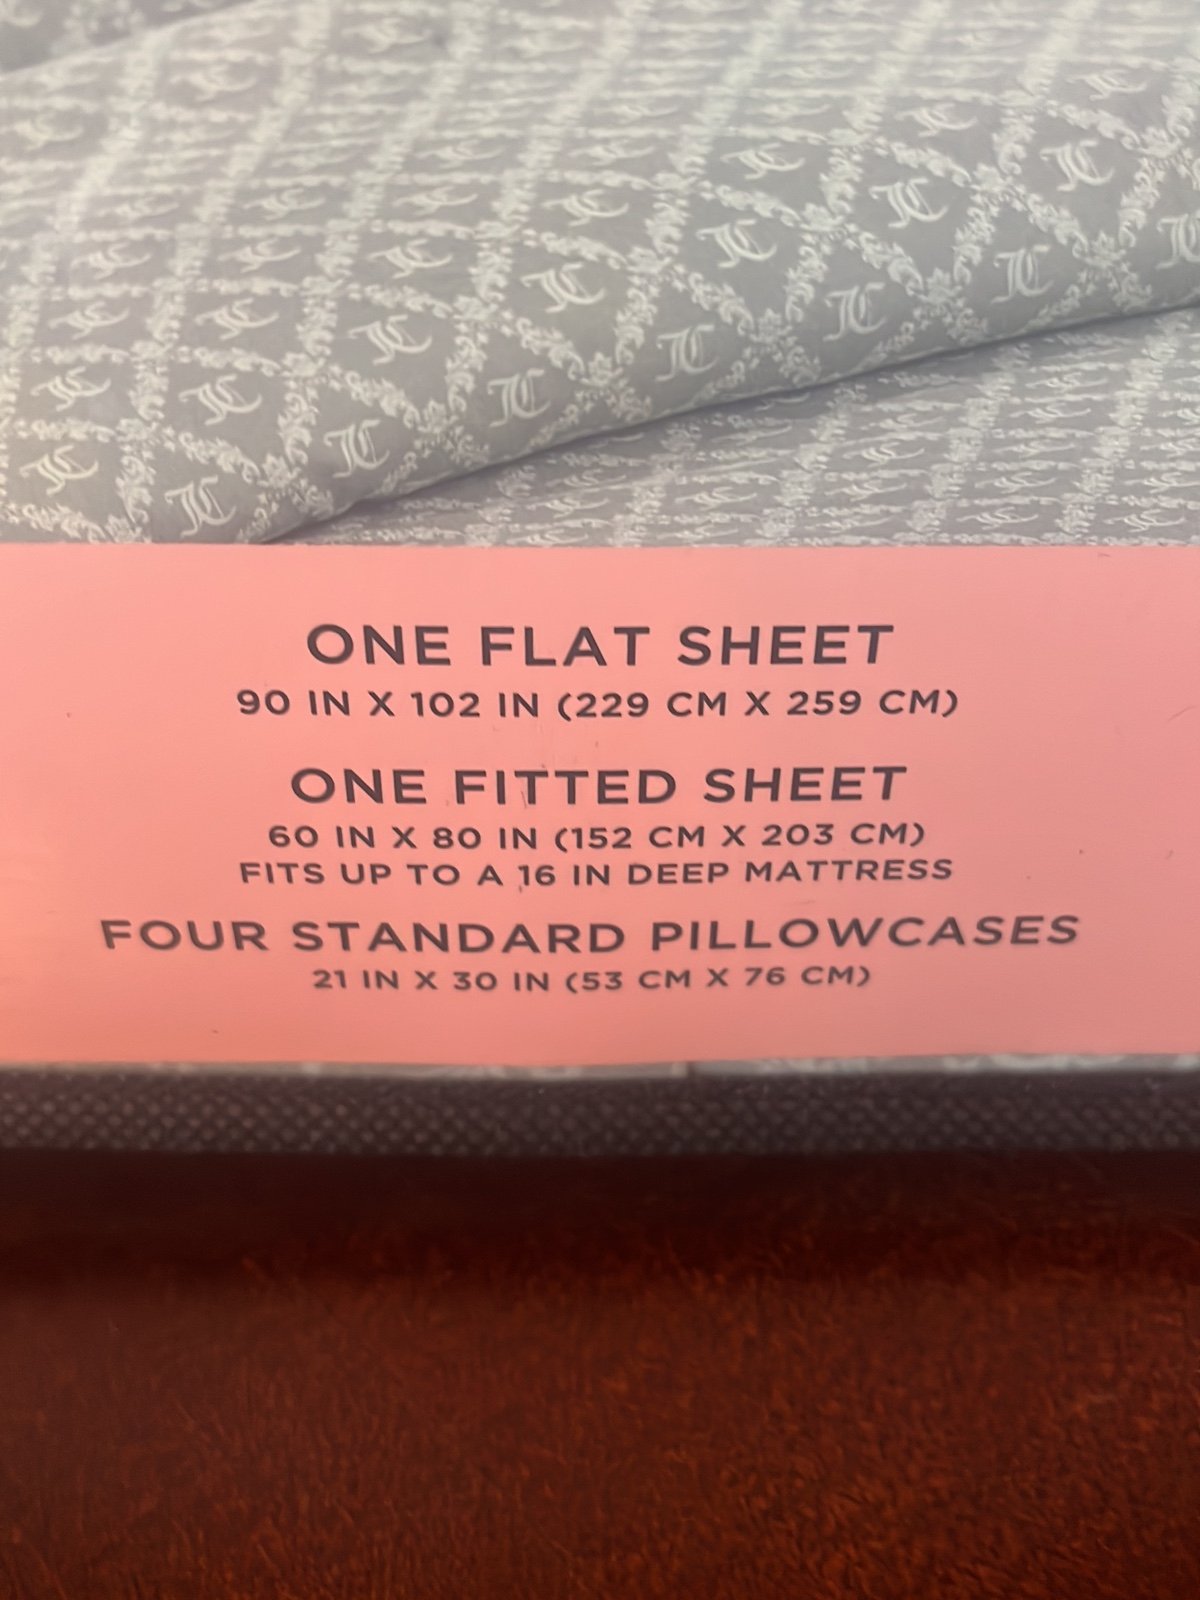 ONE FLAT SHEET
90 IN X 102 IN (229 CM X 259 CM)
ONE FITTED SHEET
60 IN X 80 IN (152 CM X 203 CM)
FITS UP TO A 16 IN DEEP MATTRESS
FOUR STANDARD PILLOWCASES
21 IN X 30 IN (53 CM X 76 CM)